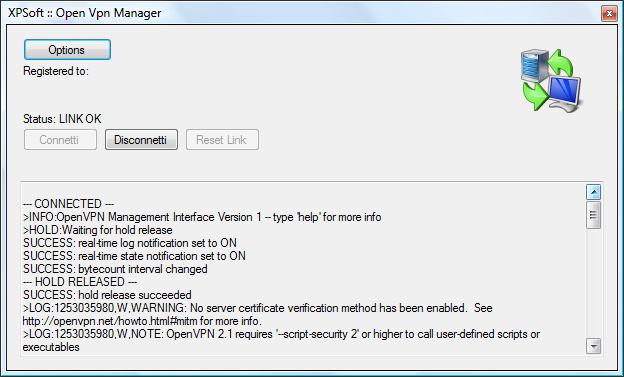 XPSoft :: Open Vpn Manager
Options
Registered to:
Status: LINK OK
Connetti
Disconnetti
Reset Link
--- CONNECTED ---
>INFO:OpenVPN Management Interface Version 1 -- type 'help' for more info
>HOLD:Waiting for hold release
SUCCESS: real-time log notification set to ON
SUCCESS: real-time state notification set to ON
SUCCESS: bytecount interval changed
--- HOLD RELEASED ---
SUCCESS: hold release succeeded
>LOG:1253035980,W,WARNING: No server certificate verification method has been enabled.  See
http://openvpn.net/howto.html#mitm for more info.
>LOG:1253035980,W,NOTE: OpenVPN 2.1 requires '--script-security 2' or higher to call user-defined scripts or
executables